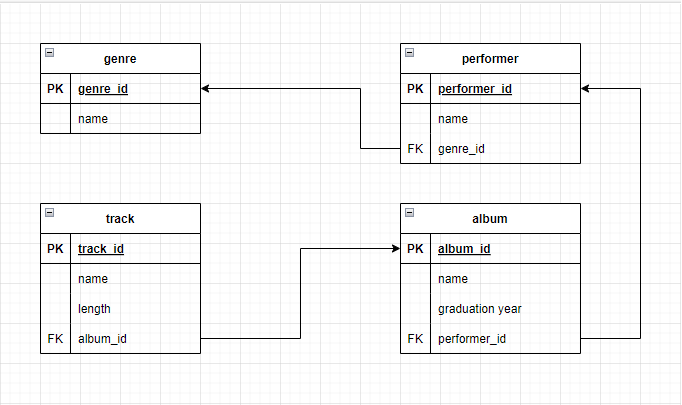 genre
PK genre_id
name
performer
PK performer_id
name
FK genre_id
track
PK track_id
name
length
FK album_id
album
PK album_id
name
graduation year
FK performer_id